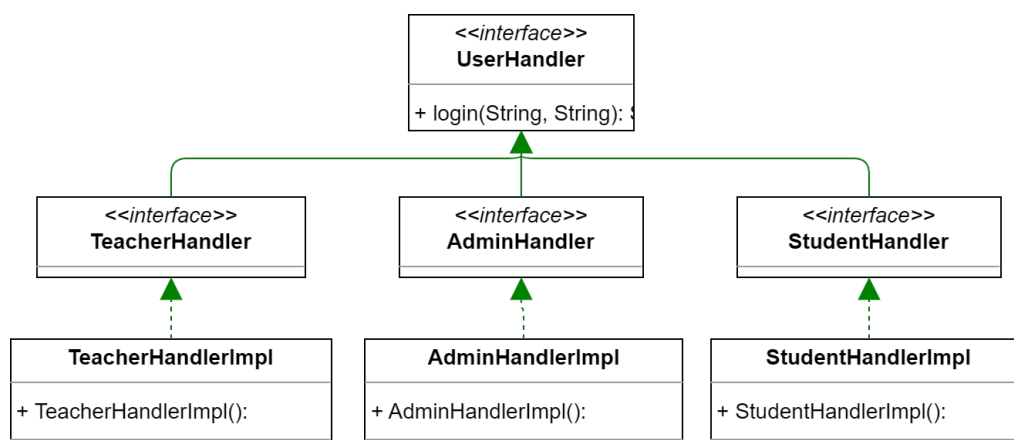 <<interface>>
UserHandler
+ login(String, String):
<<interface>>
TeacherHandler
<<interface>>
AdminHandler
<<interface>>
StudentHandler
TeacherHandlerImpl
+ TeacherHandlerImpl():
AdminHandlerImpl
+ AdminHandlerImpl():
StudentHandlerImpl
+ StudentHandlerImpl():